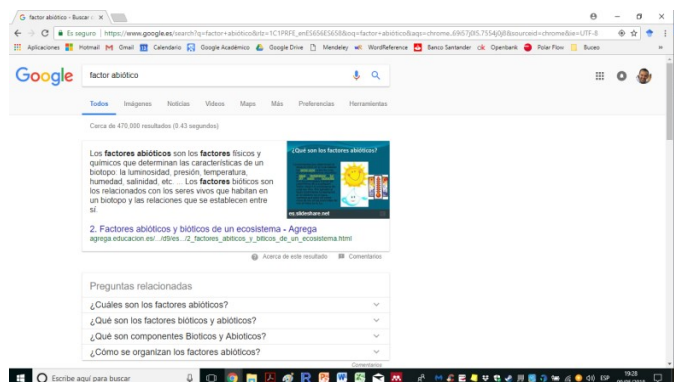 factor abiótico - Buscar c
Es seguro | https://www.google.es/search?q=factor+abiótico&rlz=1C1PRFE_enES656ES658&oq=factor+abiótico&aqs=chrome..69i57j0l5.7554j0j8&sourceid=chrome&ie=UTF-8
Aplicaciones Hotmail Gmail Calendario Google Académico Google Drive Mendeley WordReference Banco Santander Openbank Polar Flow Buceo
Google factor abiótico
Todos Imágenes Noticias Vídeos Maps Más Preferencias Herramientas
Cerca de 470,000 resultados (0.43 segundos)
Los factores abióticos son los factores físicos y
químicos que determinan las características de un
biotopo: la luminosidad, presión, temperatura,
humedad, salinidad, etc. ... Los factores bióticos son
los relacionados con los seres vivos que habitan en
un biotopo y las relaciones que se establecen entre
sí.
¿Qué son los factores abióticos?
es.slideshare.net
2. Factores abióticos y bióticos de un ecosistema - Agrega
agrega.educacion.es/.../d9/es.../2_factores_abiticos_y_biticos_de_un_ecosistema.html
Acerca de este resultado Comentarios
Preguntas relacionadas
¿Cuáles son los factores abióticos?
¿Qué son los factores bióticos y abióticos?
¿Qué son componentes Bioticos y Abioticos?
¿Cómo se organizan los factores abióticos?
Comentarios
Escribe aquí para buscar
ESP 19:28